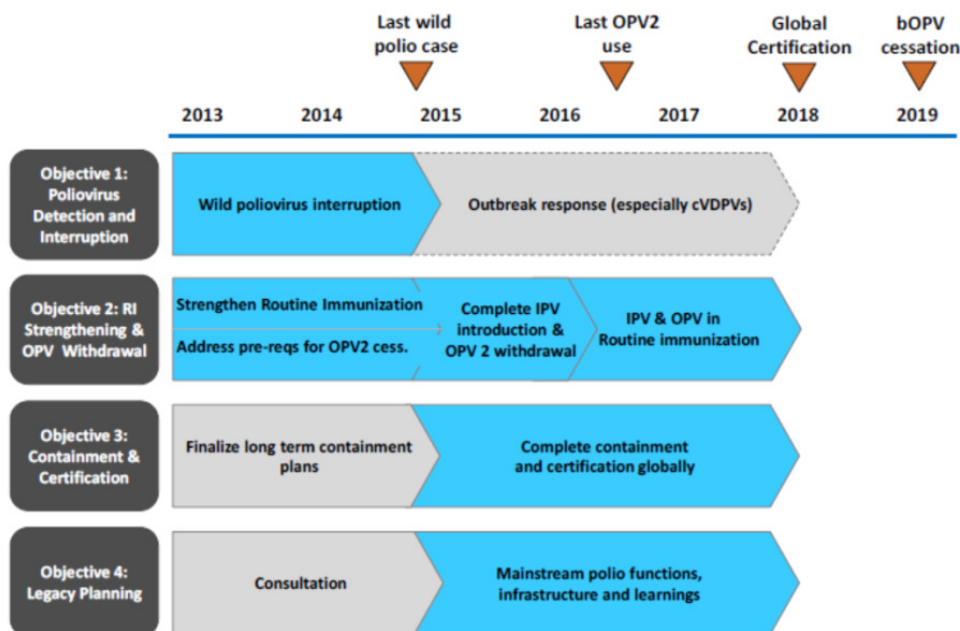 Last wild
polio case
Last OPV2
use
Global
Certification
bOPV
cessation
2013 2014 2015 2016 2017 2018 2019
Objective 1:
Poliovirus
Detection and
Interruption
Wild poliovirus interruption
Outbreak response (especially cVDPVs)
Objective 2: RI
Strengthening &
OPV Withdrawal
Strengthen Routine Immunization
Address pre-reqs for OPV2 cess.
Complete IPV
introduction &
OPV 2 withdrawal
IPV & OPV in
Routine immunization
Objective 3:
Containment &
Certification
Finalize long term containment
plans
Complete containment
and certification globally
Objective 4:
Legacy Planning
Consultation
Mainstream polio functions,
infrastructure and learnings